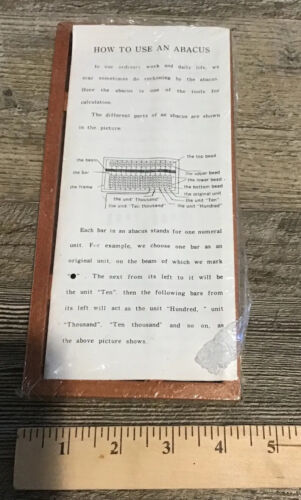 HOW TO USE AN ABACUS
In use ordinary work and daily life, we
may sometimes do reckoning by the abacus.
Here the abacus is one of the tools for
calculation.
The different parts of an abacus are shown
in the picture
the beam
the bar
the frame
the top bead
the upper bead
the lower bead
the bottom bead
the original unit
the unit "Ten"
the unit "Hundred"
the unit Thousand"
the unit "Ten thousand"
Each bar in an abacus stands for one numeral
unit. For example, we choose one bar as an
original unit, on the beam of which we mark
"●". The next from its left to it will be
the unit "Ten", then the following bars from
its left will act as the unit "Hundred, " unit
"Thousand", "Ten thousand" and so on, as
the above picture shows.
1 2 3 4 5